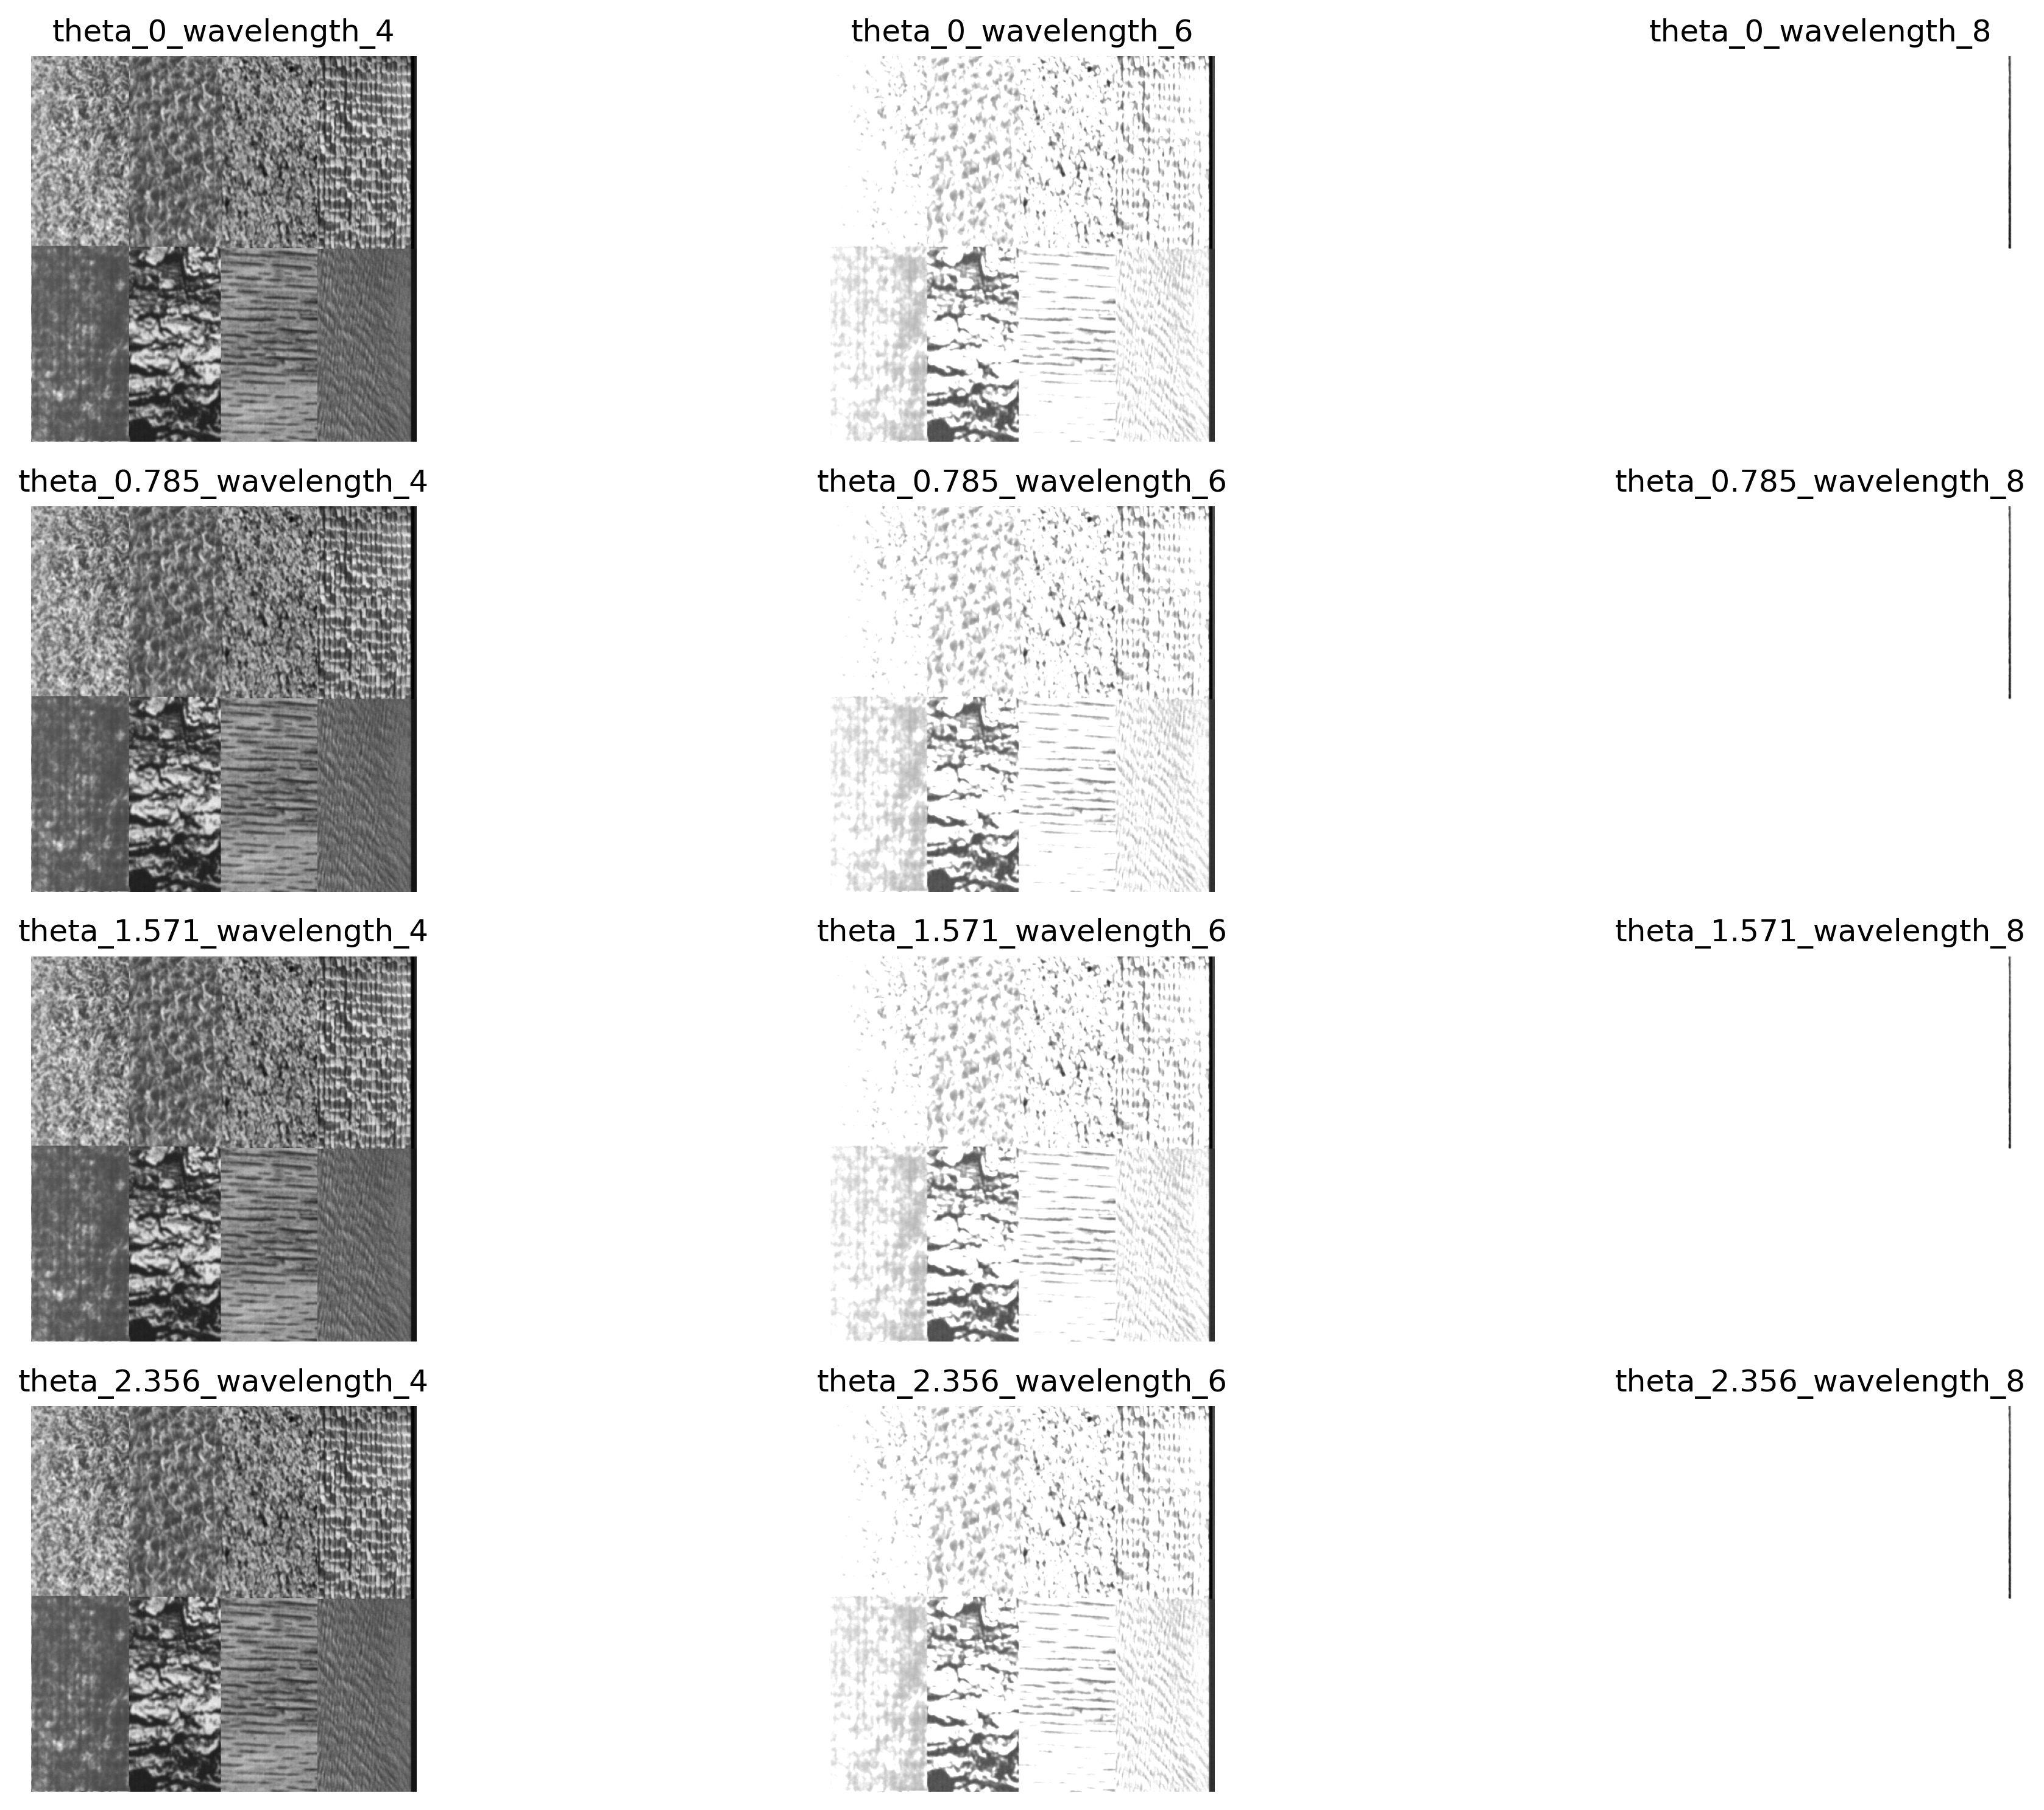 theta_0_wavelength_4
theta_0_wavelength_6
theta_0_wavelength_8
theta_0.785_wavelength_4
theta_0.785_wavelength_6
theta_0.785_wavelength_8
theta_1.571_wavelength_4
theta_1.571_wavelength_6
theta_1.571_wavelength_8
theta_2.356_wavelength_4
theta_2.356_wavelength_6
theta_2.356_wavelength_8